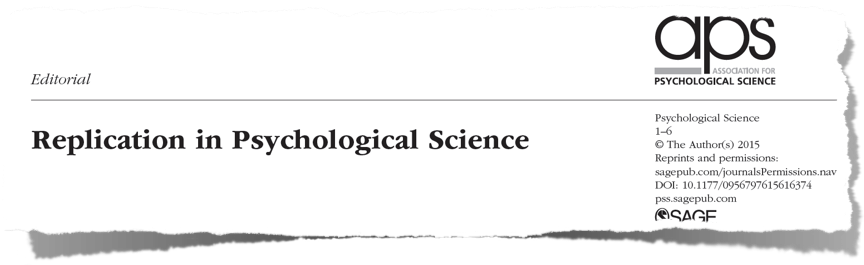 aps
ASSOCIATION FOR
PSYCHOLOGICAL SCIENCE
Editorial
Replication in Psychological Science
Psychological Science
1–6
© The Author(s) 2015
Reprints and permissions:
sagepub.com/journalsPermissions.nav
DOI: 10.1177/0956797615616374
pss.sagepub.com
SAGE